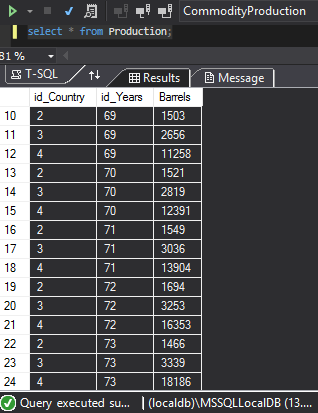 CommodityProduction
select * from Production;
81 %
T-SQL Results Message
id_Country id_Years Barrels
10 2 69 1503
11 3 69 2656
12 4 69 11258
13 2 70 1521
14 3 70 2819
15 4 70 12391
16 2 71 1549
17 3 71 3036
18 4 71 13904
19 2 72 1694
20 3 72 3253
21 4 72 16353
22 2 73 1466
23 3 73 3339
24 4 73 18186
Query executed su... (localdb)\MSSQLLocalDB (13....